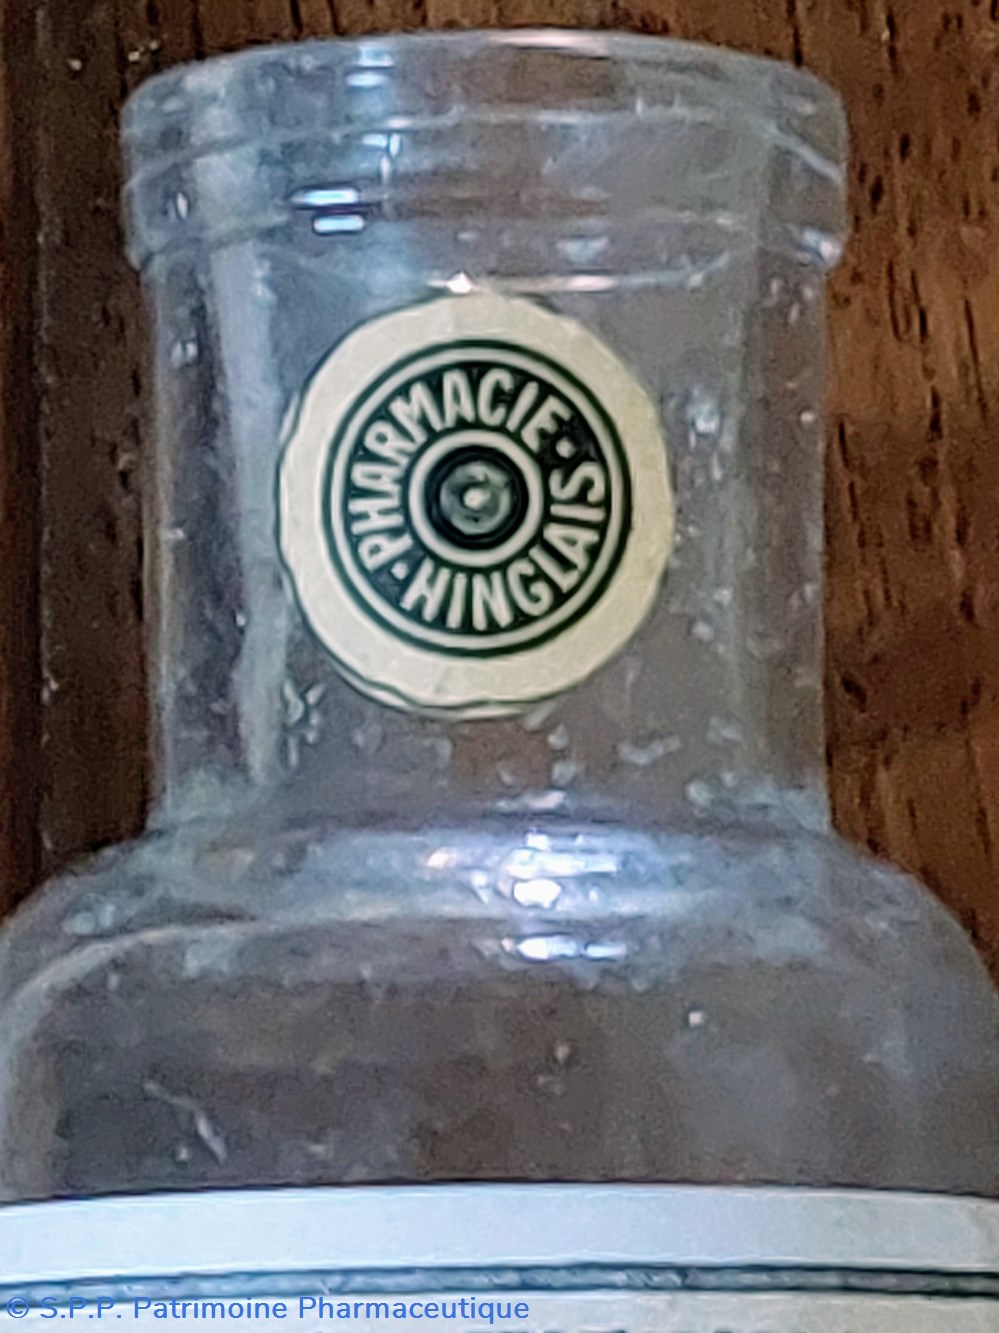 PHARMACIE · HINGLAIS ·
© S.P.P. Patrimoine Pharmaceutique